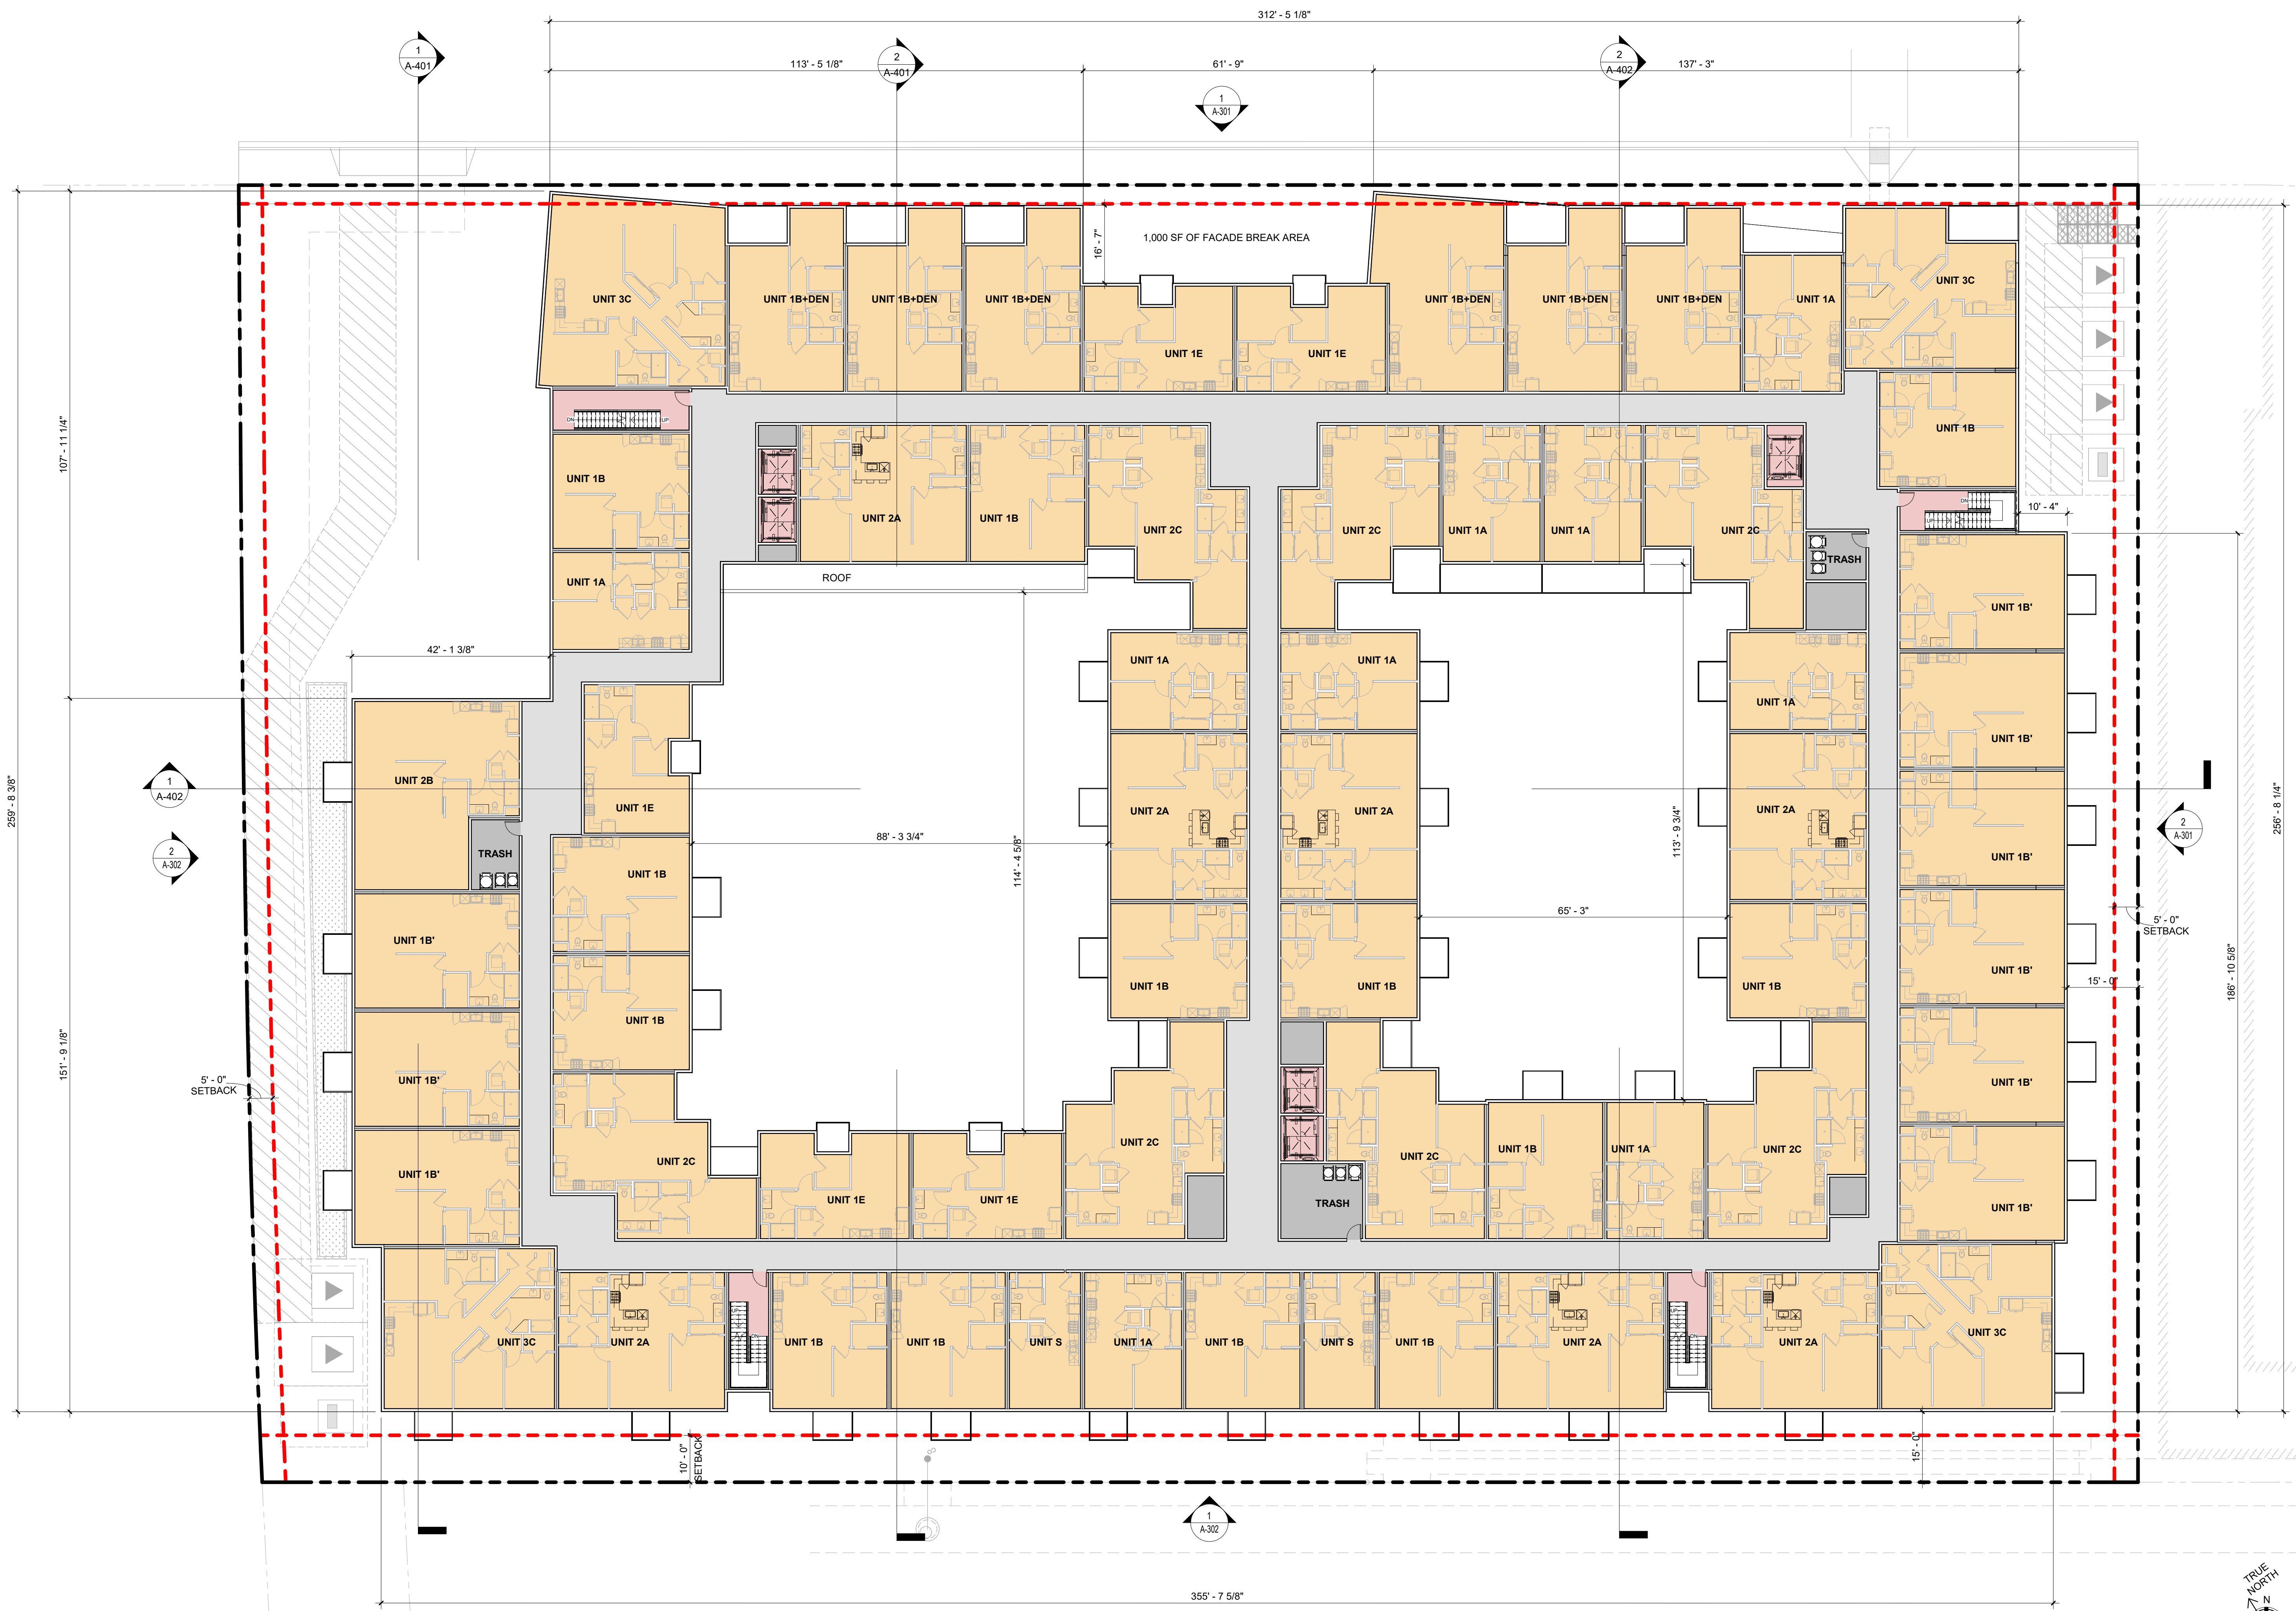 312' - 5 1/8"
113' - 5 1/8"
61' - 9"
137' - 3"
1
A-401
2
A-401
2
A-402
1
A-301
16' - 7"
1,000 SF OF FACADE BREAK AREA
UNIT 3C
UNIT 1B+DEN
UNIT 1B+DEN
UNIT 1B+DEN
UNIT 1E
UNIT 1E
UNIT 1B+DEN
UNIT 1B+DEN
UNIT 1B+DEN
UNIT 1A
UNIT 3C
DN
UP
UNIT 1B
107' - 11 1/4"
UNIT 1B
UNIT 2A
UNIT 1B
UNIT 2C
UNIT 2C
UNIT 1A
UNIT 1A
UNIT 2C
DN
UP
10' - 4"
TRASH
UNIT 1A
ROOF
UNIT 1B'
42' - 1 3/8"
UNIT 1A
UNIT 1A
UNIT 1A
UNIT 1B'
1
A-402
UNIT 2B
UNIT 1E
UNIT 2A
UNIT 2A
UNIT 2A
259' - 8 3/8"
256' - 8 1/4"
88' - 3 3/4"
114' - 4 5/8"
113' - 9 3/4"
2
A-301
2
A-302
TRASH
UNIT 1B'
UNIT 1B
65' - 3"
5' - 0"
SETBACK
UNIT 1B'
UNIT 1B'
UNIT 1B
UNIT 1B
UNIT 1B
UNIT 1B
15' - 0"
186' - 10 5/8"
151' - 9 1/8"
5' - 0"
SETBACK
UNIT 1B'
UNIT 1B'
UNIT 2C
UNIT 2C
UNIT 2C
UNIT 1B
UNIT 1A
UNIT 2C
UNIT 1B'
UNIT 1E
UNIT 1E
TRASH
UNIT 1B'
UNIT 3C
UNIT 2A
UP
UNIT 1B
UNIT 1B
UNIT S
UNIT 1A
UNIT 1B
UNIT S
UNIT 1B
UNIT 2A
UP
UNIT 2A
UNIT 3C
10' - 0"
SETBACK
15' - 0"
1
A-302
355' - 7 5/8"
TRUE
NORTH
N